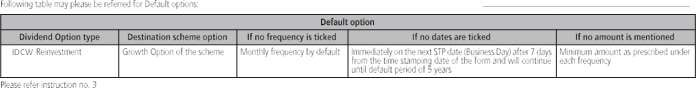 Following table may please be referred for Default options:
Default option
Dividend Option type Destination scheme option If no frequency is ticked If no dates are ticked If no amount is mentioned
IDCW Reinvestment Growth Option of the scheme Monthly frequency by default Immediately on the next STP date (Business Day) after 7 days Minimum amount as prescribed under
from the time stamping date of the form and will continue each frequency
until default period of 5 years
Please refer instruction no. 3